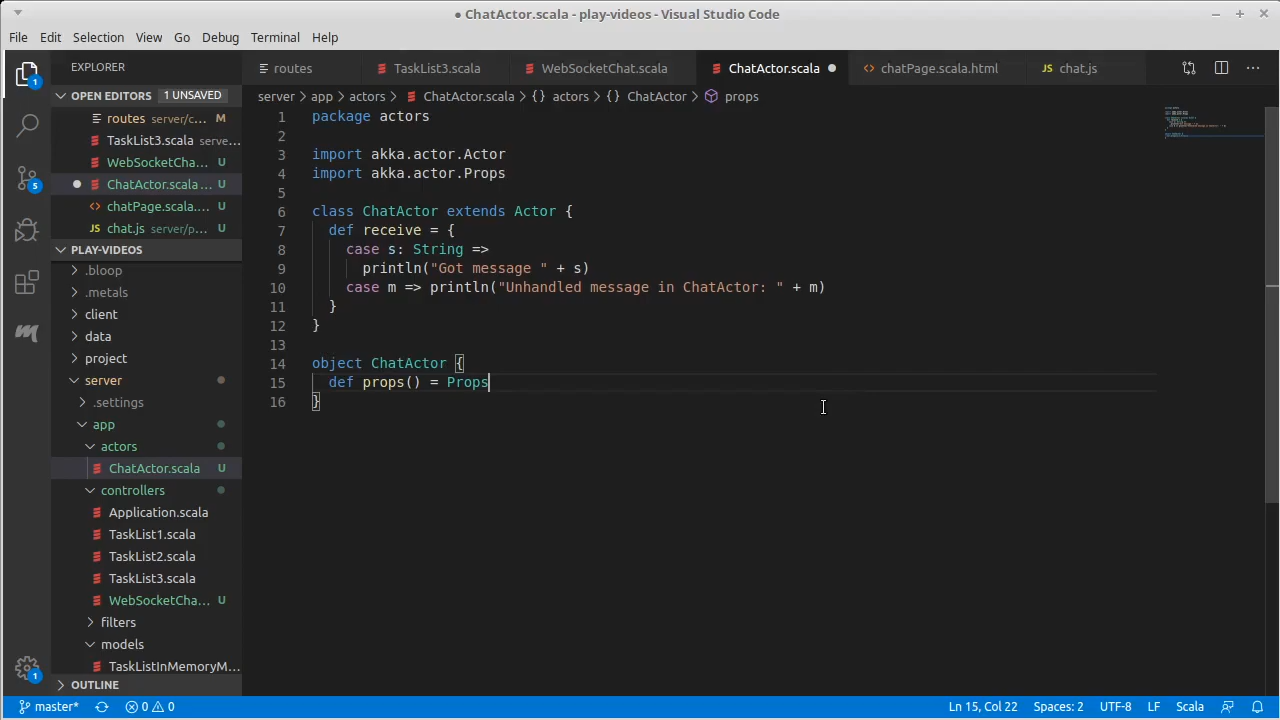 ● ChatActor.scala - play-videos - Visual Studio Code
File Edit Selection View Go Debug Terminal Help
1
EXPLORER
routes TaskList3.scala WebSocketChat.scala ChatActor.scala ● chatPage.scala.html JS chat.js
OPEN EDITORS 1 UNSAVED
server > app > actors > ChatActor.scala > {} actors > {} ChatActor > props
routes server/c... M
TaskList3.scala serve...
WebSocketCha... U
5
● ChatActor.scala ... U
chatPage.scala.... U
JS chat.js server/p... U
PLAY-VIDEOS
.bloop
.metals
client
data
project
server
.settings
app
actors
ChatActor.scala U
controllers
Application.scala
TaskList1.scala
TaskList2.scala
TaskList3.scala
WebSocketCha... U
filters
models
TaskListInMemoryM...
1
OUTLINE
1 package actors
2
3 import akka.actor.Actor
4 import akka.actor.Props
5
6 class ChatActor extends Actor {
7   def receive = {
8     case s: String =>
9       println("Got message " + s)
10     case m => println("Unhandled message in ChatActor: " + m)
11   }
12 }
13
14 object ChatActor {
15   def props() = Props
16 }
master* 0 0 Ln 15, Col 22 Spaces: 2 UTF-8 LF Scala